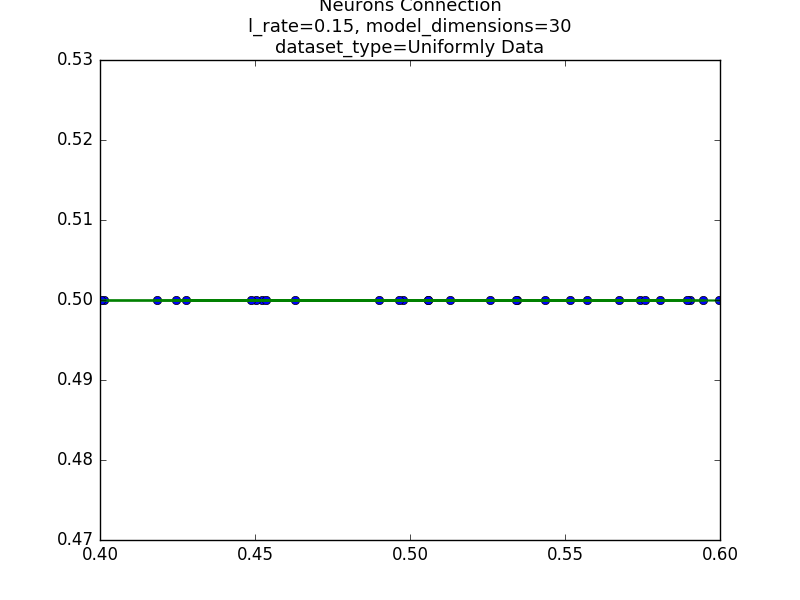 Neurons Connection
l_rate=0.15, model_dimensions=30
dataset_type=Uniformly Data
0.53
0.52
0.51
0.50
0.49
0.48
0.47
0.40 0.45 0.50 0.55 0.60